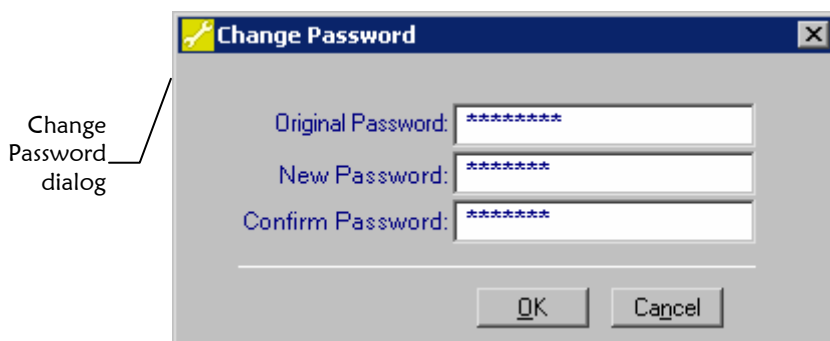 Change Password
Change
Password
dialog
Original Password: ********
New Password: *******
Confirm Password: *******
OK Cancel